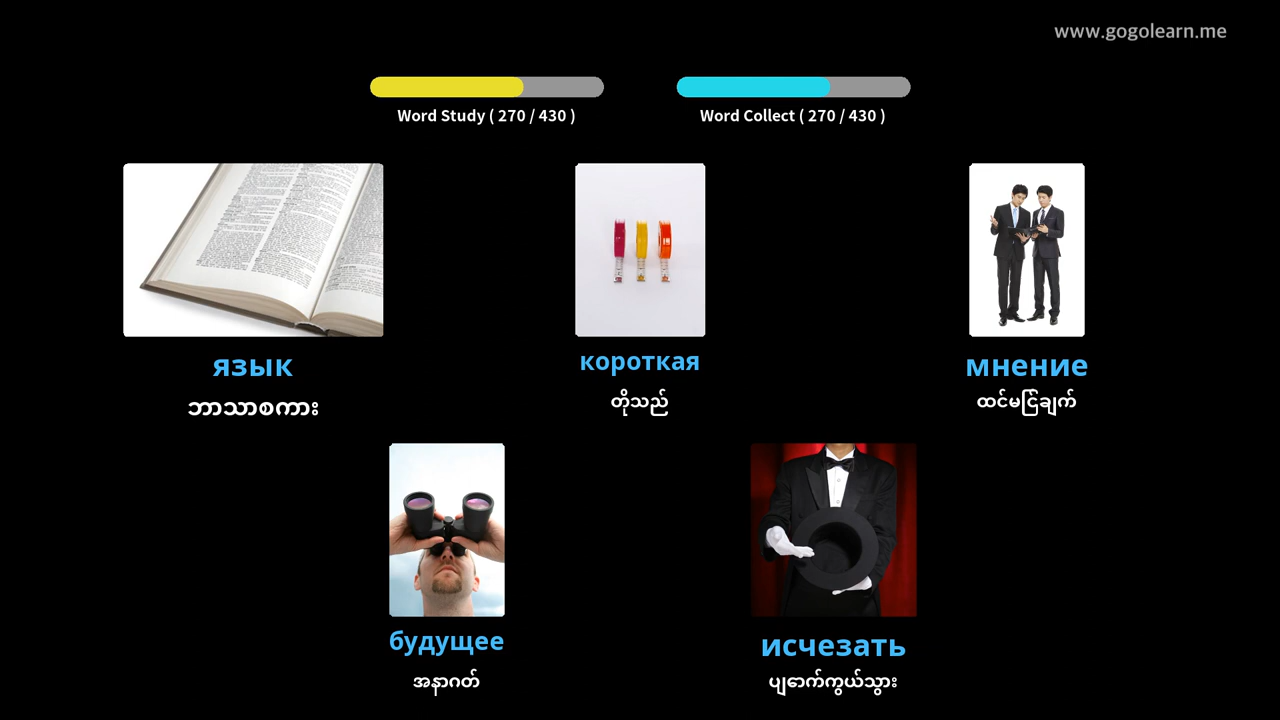 www.gogolearn.me
Word Study ( 270 / 430 )
Word Collect ( 270 / 430 )
язык
ဘာသာစကား
короткая
တိုသည်
мнение
ထင်မြင်ချက်
будущее
အနာဂတ်
исчезать
ပျောက်ကွယ်သွား